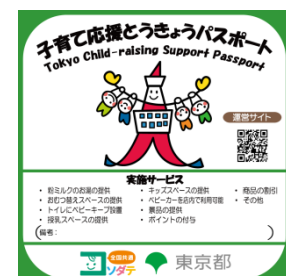 子育て応援とうきょうパスポート
Tokyo Child-raising Support Passport
運営サイト
実施サービス
・ 粉ミルクのお湯の提供
・ おむつ替えスペースの提供
・ トイレにベビーキープ設置
・ 授乳スペースの提供
・ キッズスペースの提供
・ ベビーカーを店内で利用可能
・ 景品の提供
・ ポイントの付与
・ 商品の割引
・ その他
(備考: )
全国共通
コソダテ
東京都